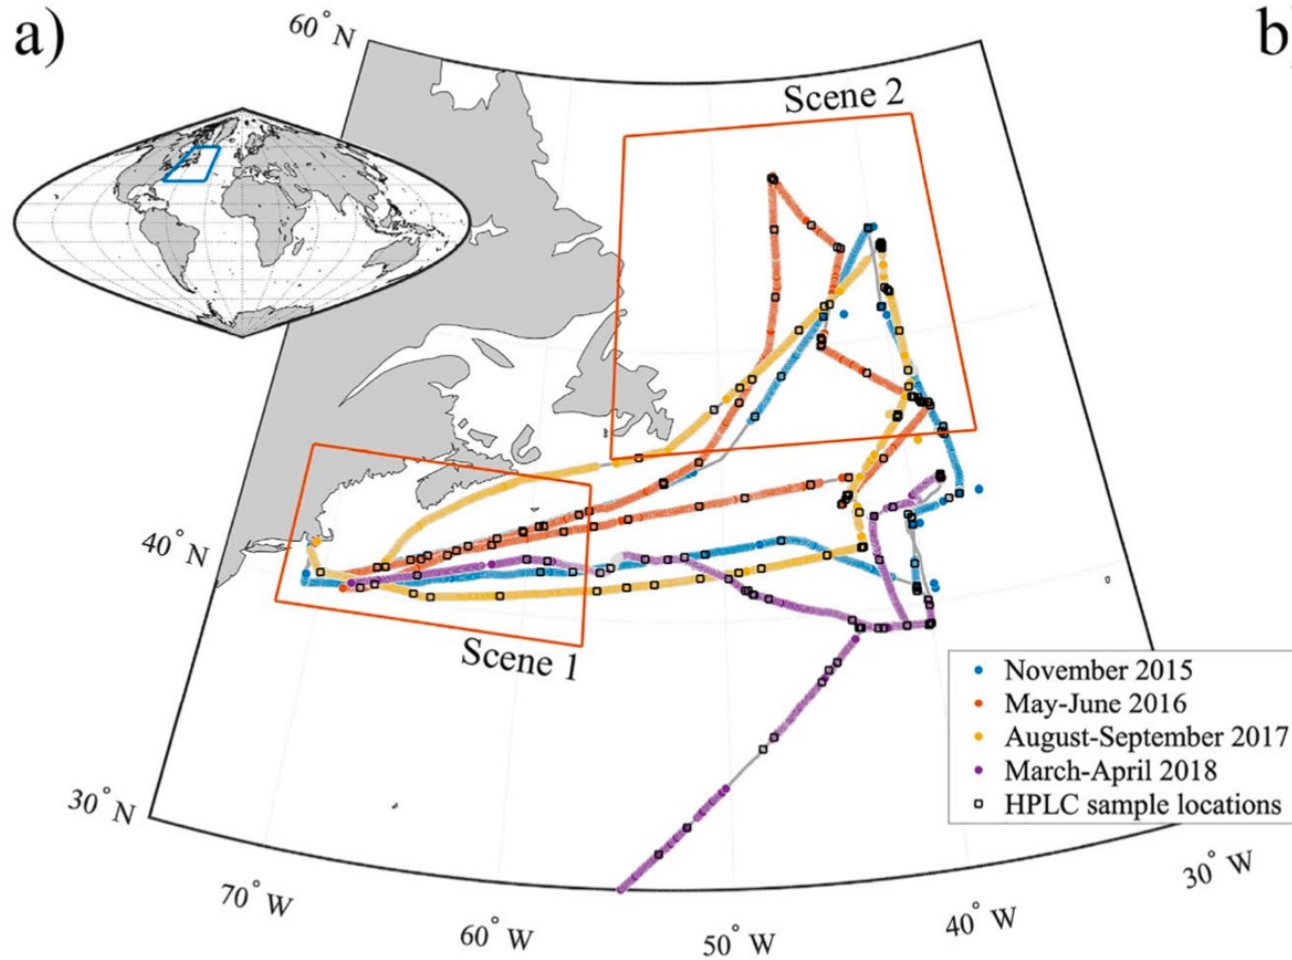 a)
b
60° N
Scene 2
40° N
Scene 1
November 2015
May-June 2016
August-September 2017
March-April 2018
HPLC sample locations
30° N
30° W
70° W
60° W
50° W
40° W